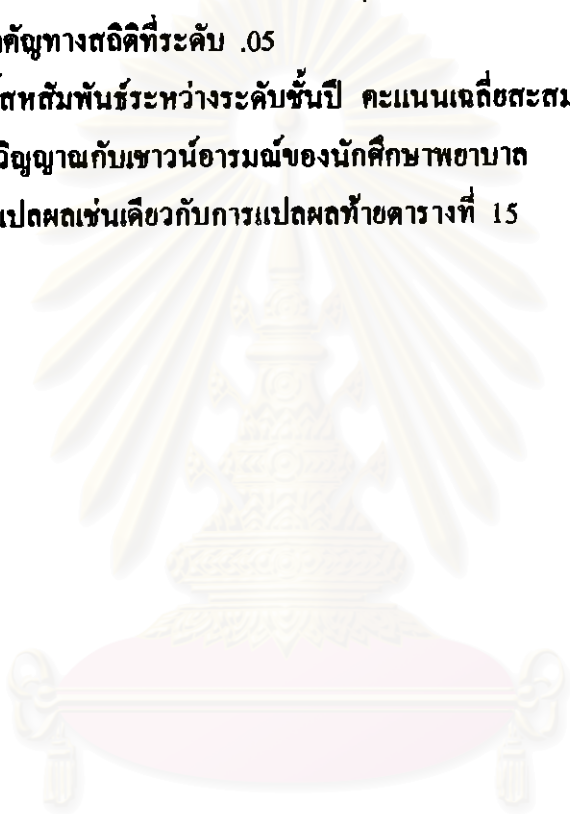 คัญทางสถิติที่ระดับ .05
สหสัมพันธ์ระหว่างระดับชั้นปี คะแนนเฉลี่ยสะสม
วิญญาณกับเชาวน์อารมณ์ของนักศึกษาพยาบาล
แปลผลเช่นเดียวกับการแปลผลท้ายตารางที่ 15